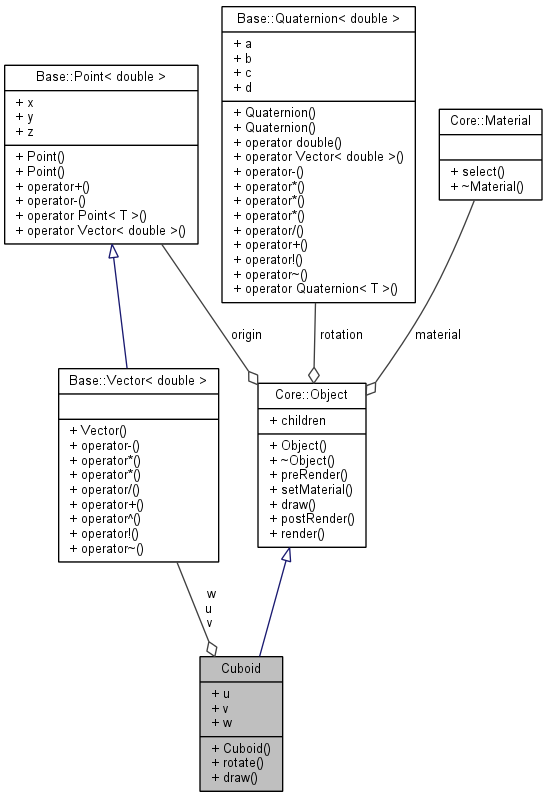 Base::Quaternion< double >
+ a
+ b
+ c
+ d
+ Quaternion()
+ Quaternion()
+ operator double()
+ operator Vector< double >()
+ operator-()
+ operator*()
+ operator*()
+ operator*()
+ operator/()
+ operator+()
+ operator!()
+ operator~()
+ operator Quaternion< T >()
Base::Point< double >
+ x
+ y
+ z
+ Point()
+ Point()
+ operator+()
+ operator-()
+ operator Point< T >()
+ operator Vector< double >()
Core::Material
+ select()
+ ~Material()
origin
rotation
material
Base::Vector< double >
+ Vector()
+ operator-()
+ operator*()
+ operator*()
+ operator/()
+ operator+()
+ operator^()
+ operator!()
+ operator~()
Core::Object
+ children
+ Object()
+ ~Object()
+ preRender()
+ setMaterial()
+ draw()
+ postRender()
+ render()
w
u
v
Cuboid
+ u
+ v
+ w
+ Cuboid()
+ rotate()
+ draw()